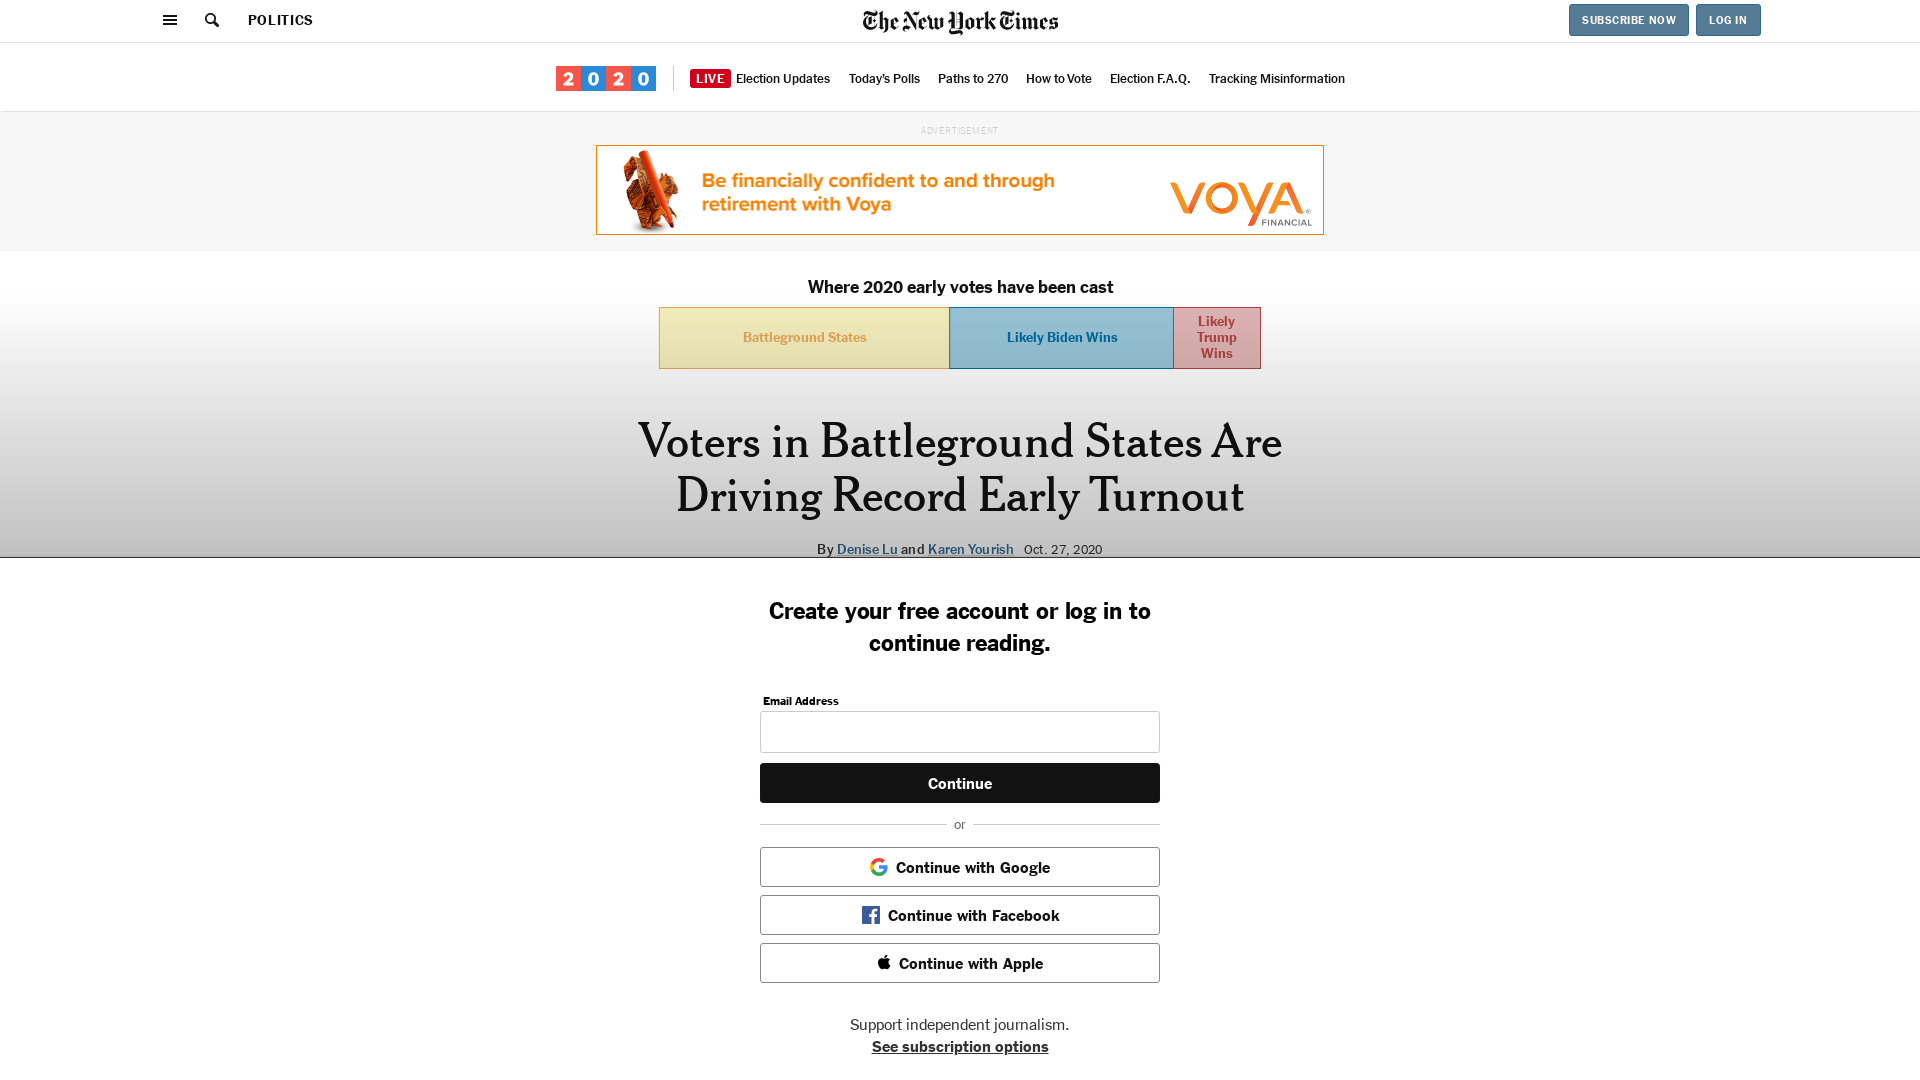 POLITICS
The New York Times
SUBSCRIBE NOW
LOG IN
2020
LIVE Election Updates
Today's Polls
Paths to 270
How to Vote
Election F.A.Q.
Tracking Misinformation
ADVERTISEMENT
Be financially confident to and through
retirement with Voya
VOYA®
FINANCIAL
Where 2020 early votes have been cast
Battleground States
Likely Biden Wins
Likely
Trump
Wins
Voters in Battleground States Are
Driving Record Early Turnout
By Denise Lu and Karen Yourish Oct. 27, 2020
Create your free account or log in to
continue reading.
Email Address
Continue
or
Continue with Google
Continue with Facebook
Continue with Apple
Support independent journalism.
See subscription options